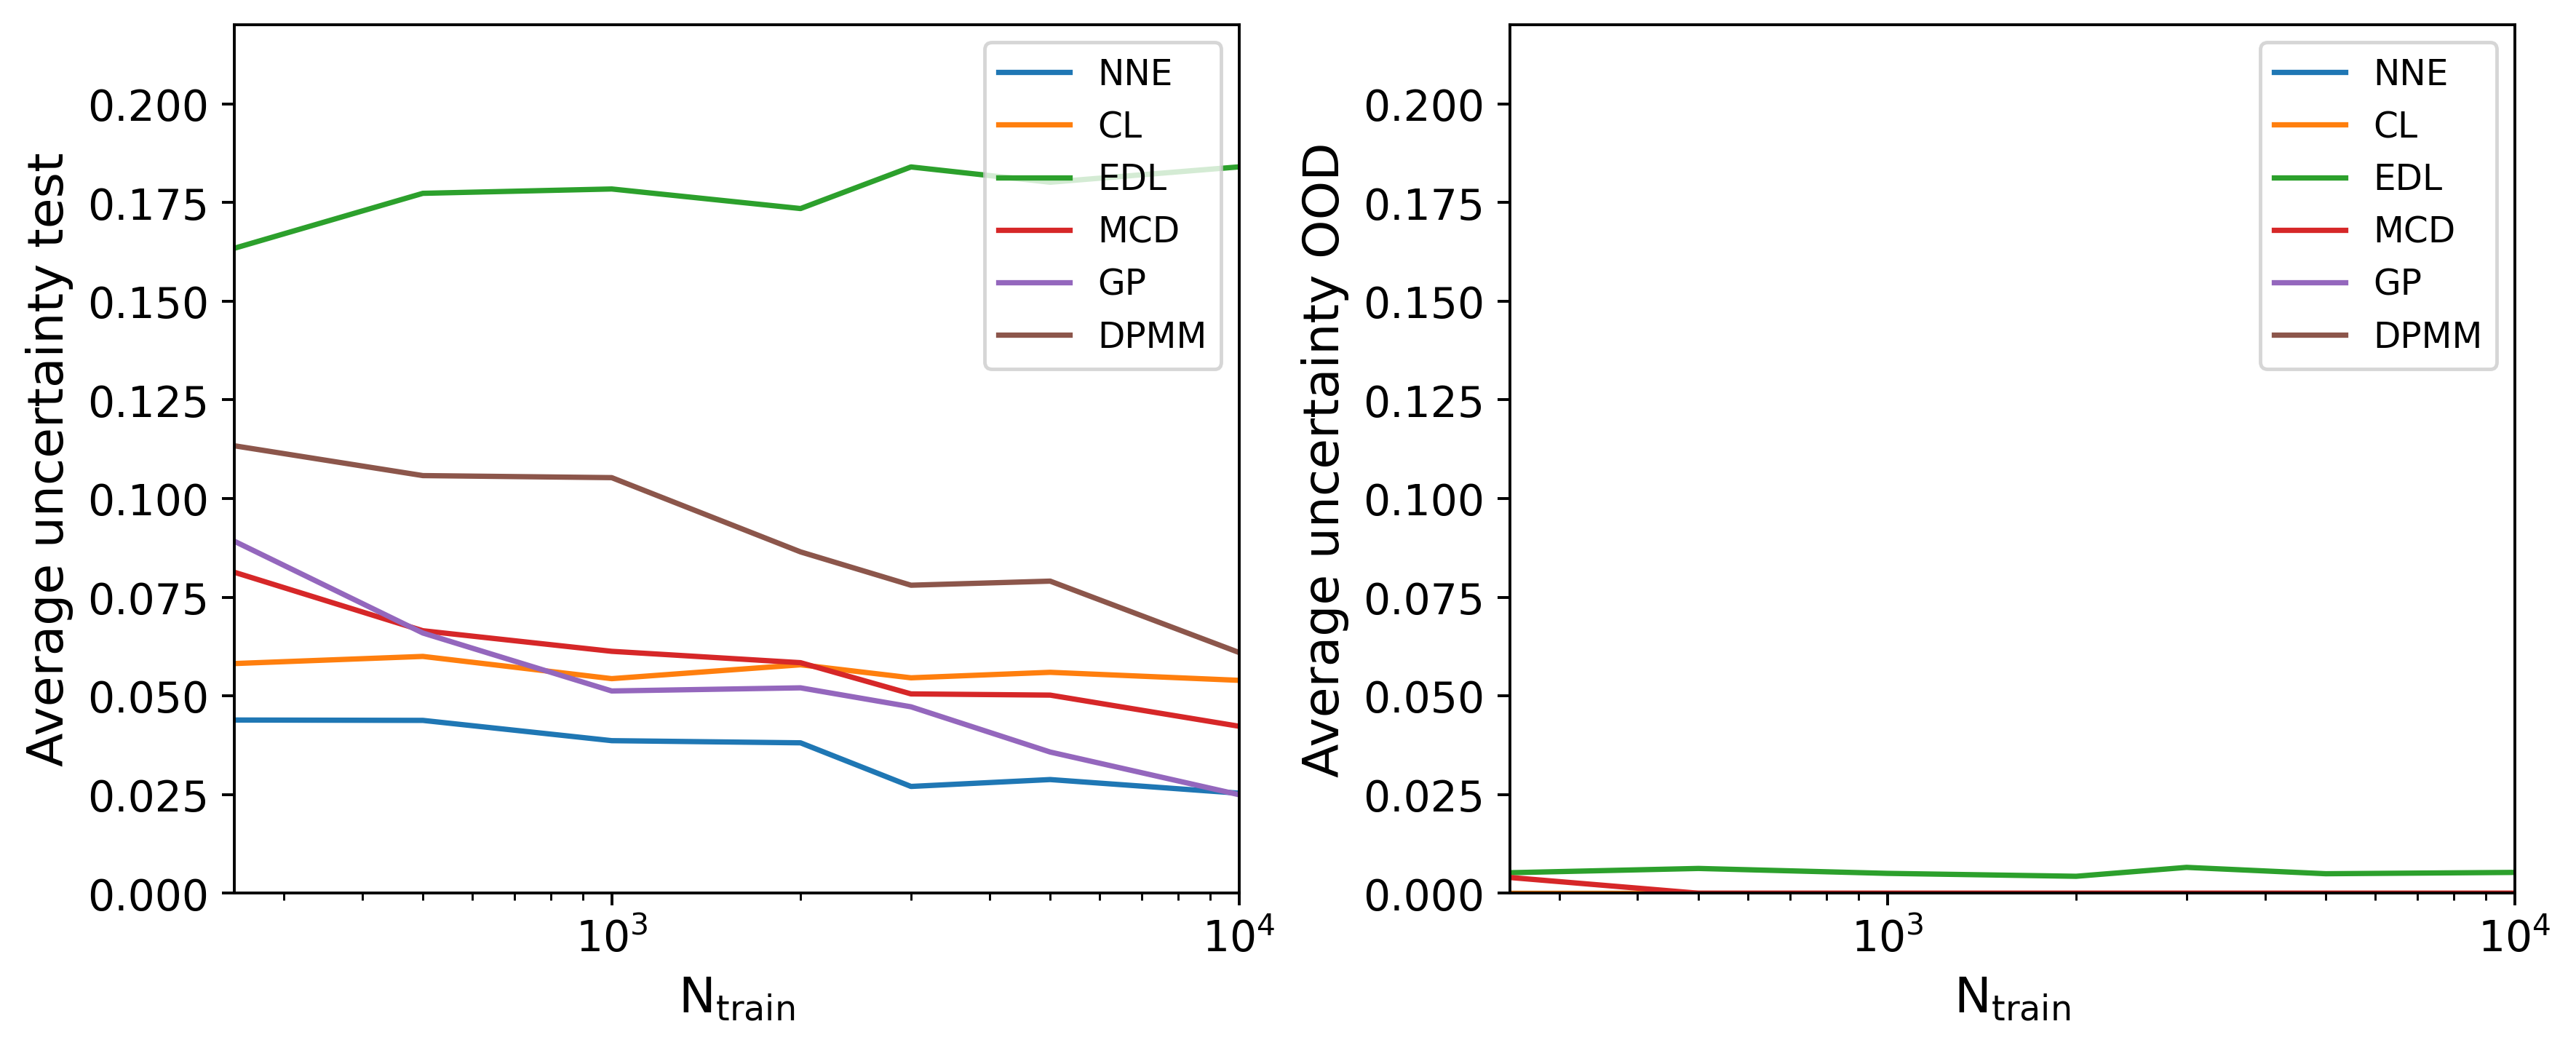 Average uncertainty test
0.200
0.175
0.150
0.125
0.100
0.075
0.050
0.025
0.000
NNE
CL
EDL
MCD
GP
DPMM
10³
10⁴
N_train
Average uncertainty OOD
0.200
0.175
0.150
0.125
0.100
0.075
0.050
0.025
0.000
NNE
CL
EDL
MCD
GP
DPMM
10³
10⁴
N_train